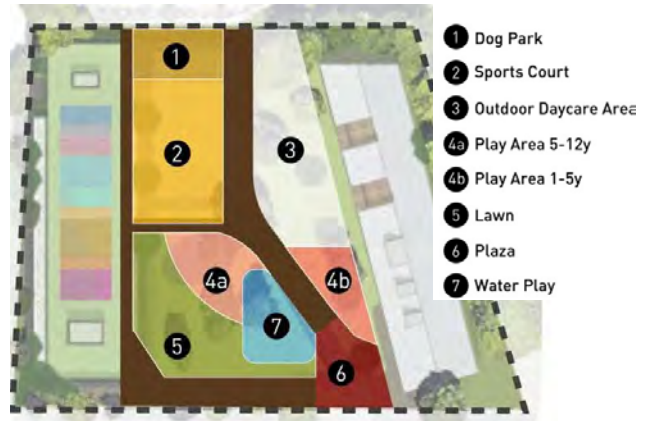 1
2
3
4a
4b
5
6
7
1 Dog Park
2 Sports Court
3 Outdoor Daycare Area
4a Play Area 5-12y
4b Play Area 1-5y
5 Lawn
6 Plaza
7 Water Play